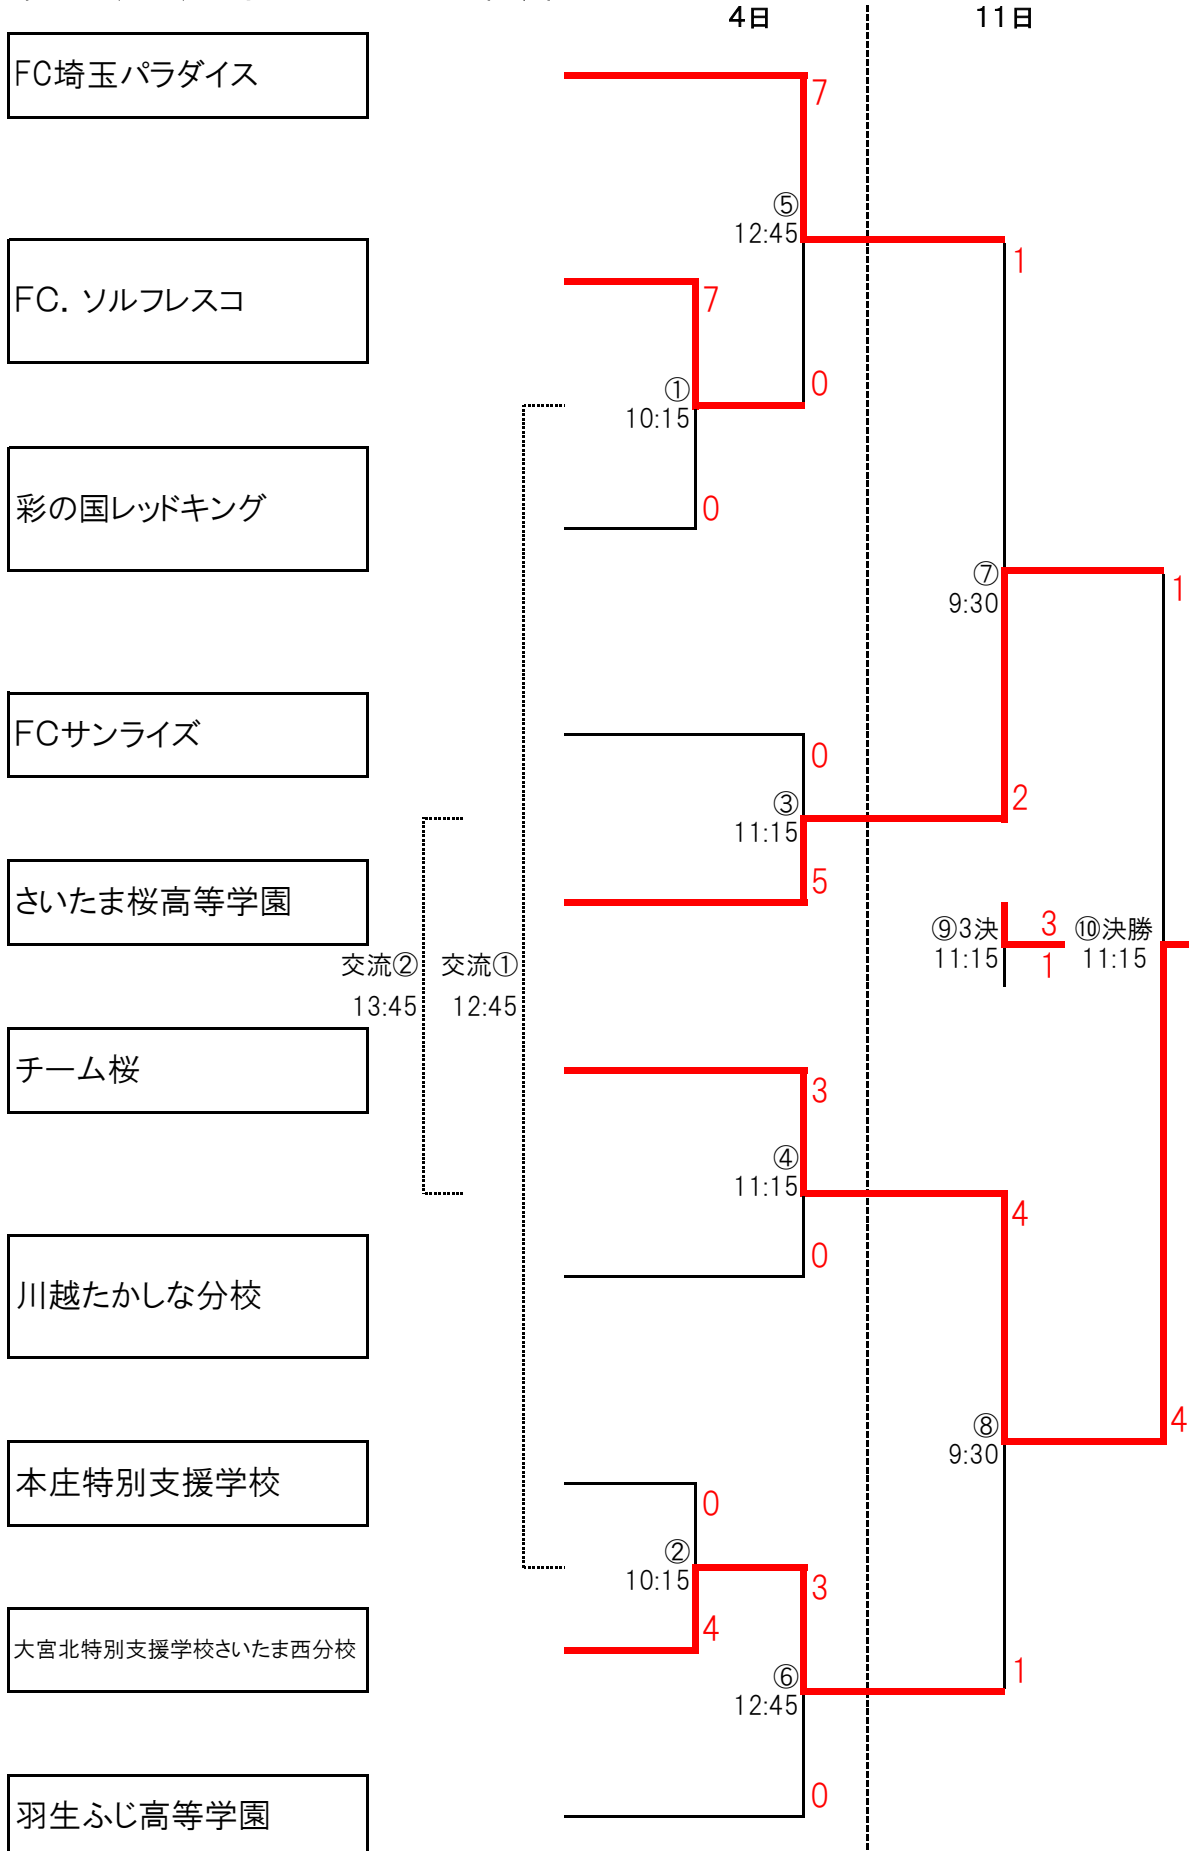 4日
11日
FC埼玉パラダイス
7
⑤
12:45
1
FC．ソルフレスコ
7
0
①
10:15
彩の国レッドキング
0
⑦
9:30
1
FCサンライズ
0
③
11:15
2
さいたま桜高等学園
5
⑨3決
11:15
3
1
⑩決勝
11:15
交流②
13:45
交流①
12:45
チーム桜
3
④
11:15
4
0
川越たかしな分校
⑧
9:30
4
本庄特別支援学校
0
②
10:15
3
大宮北特別支援学校さいたま西分校
4
⑥
12:45
1
羽生ふじ高等学園
0